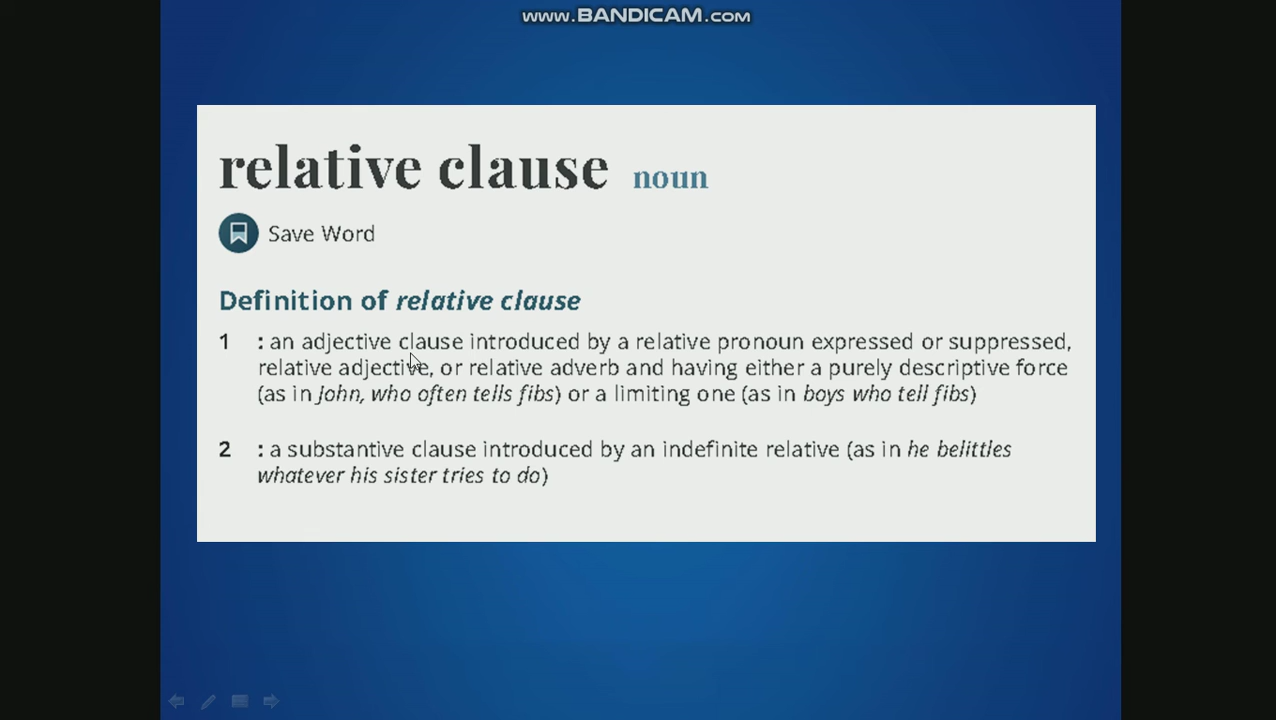 www.BANDICAM.com
relative clause noun
Save Word
Definition of relative clause
1 : an adjective clause introduced by a relative pronoun expressed or suppressed,
relative adjective, or relative adverb and having either a purely descriptive force
(as in John, who often tells fibs) or a limiting one (as in boys who tell fibs)
2 : a substantive clause introduced by an indefinite relative (as in he belittles
whatever his sister tries to do)